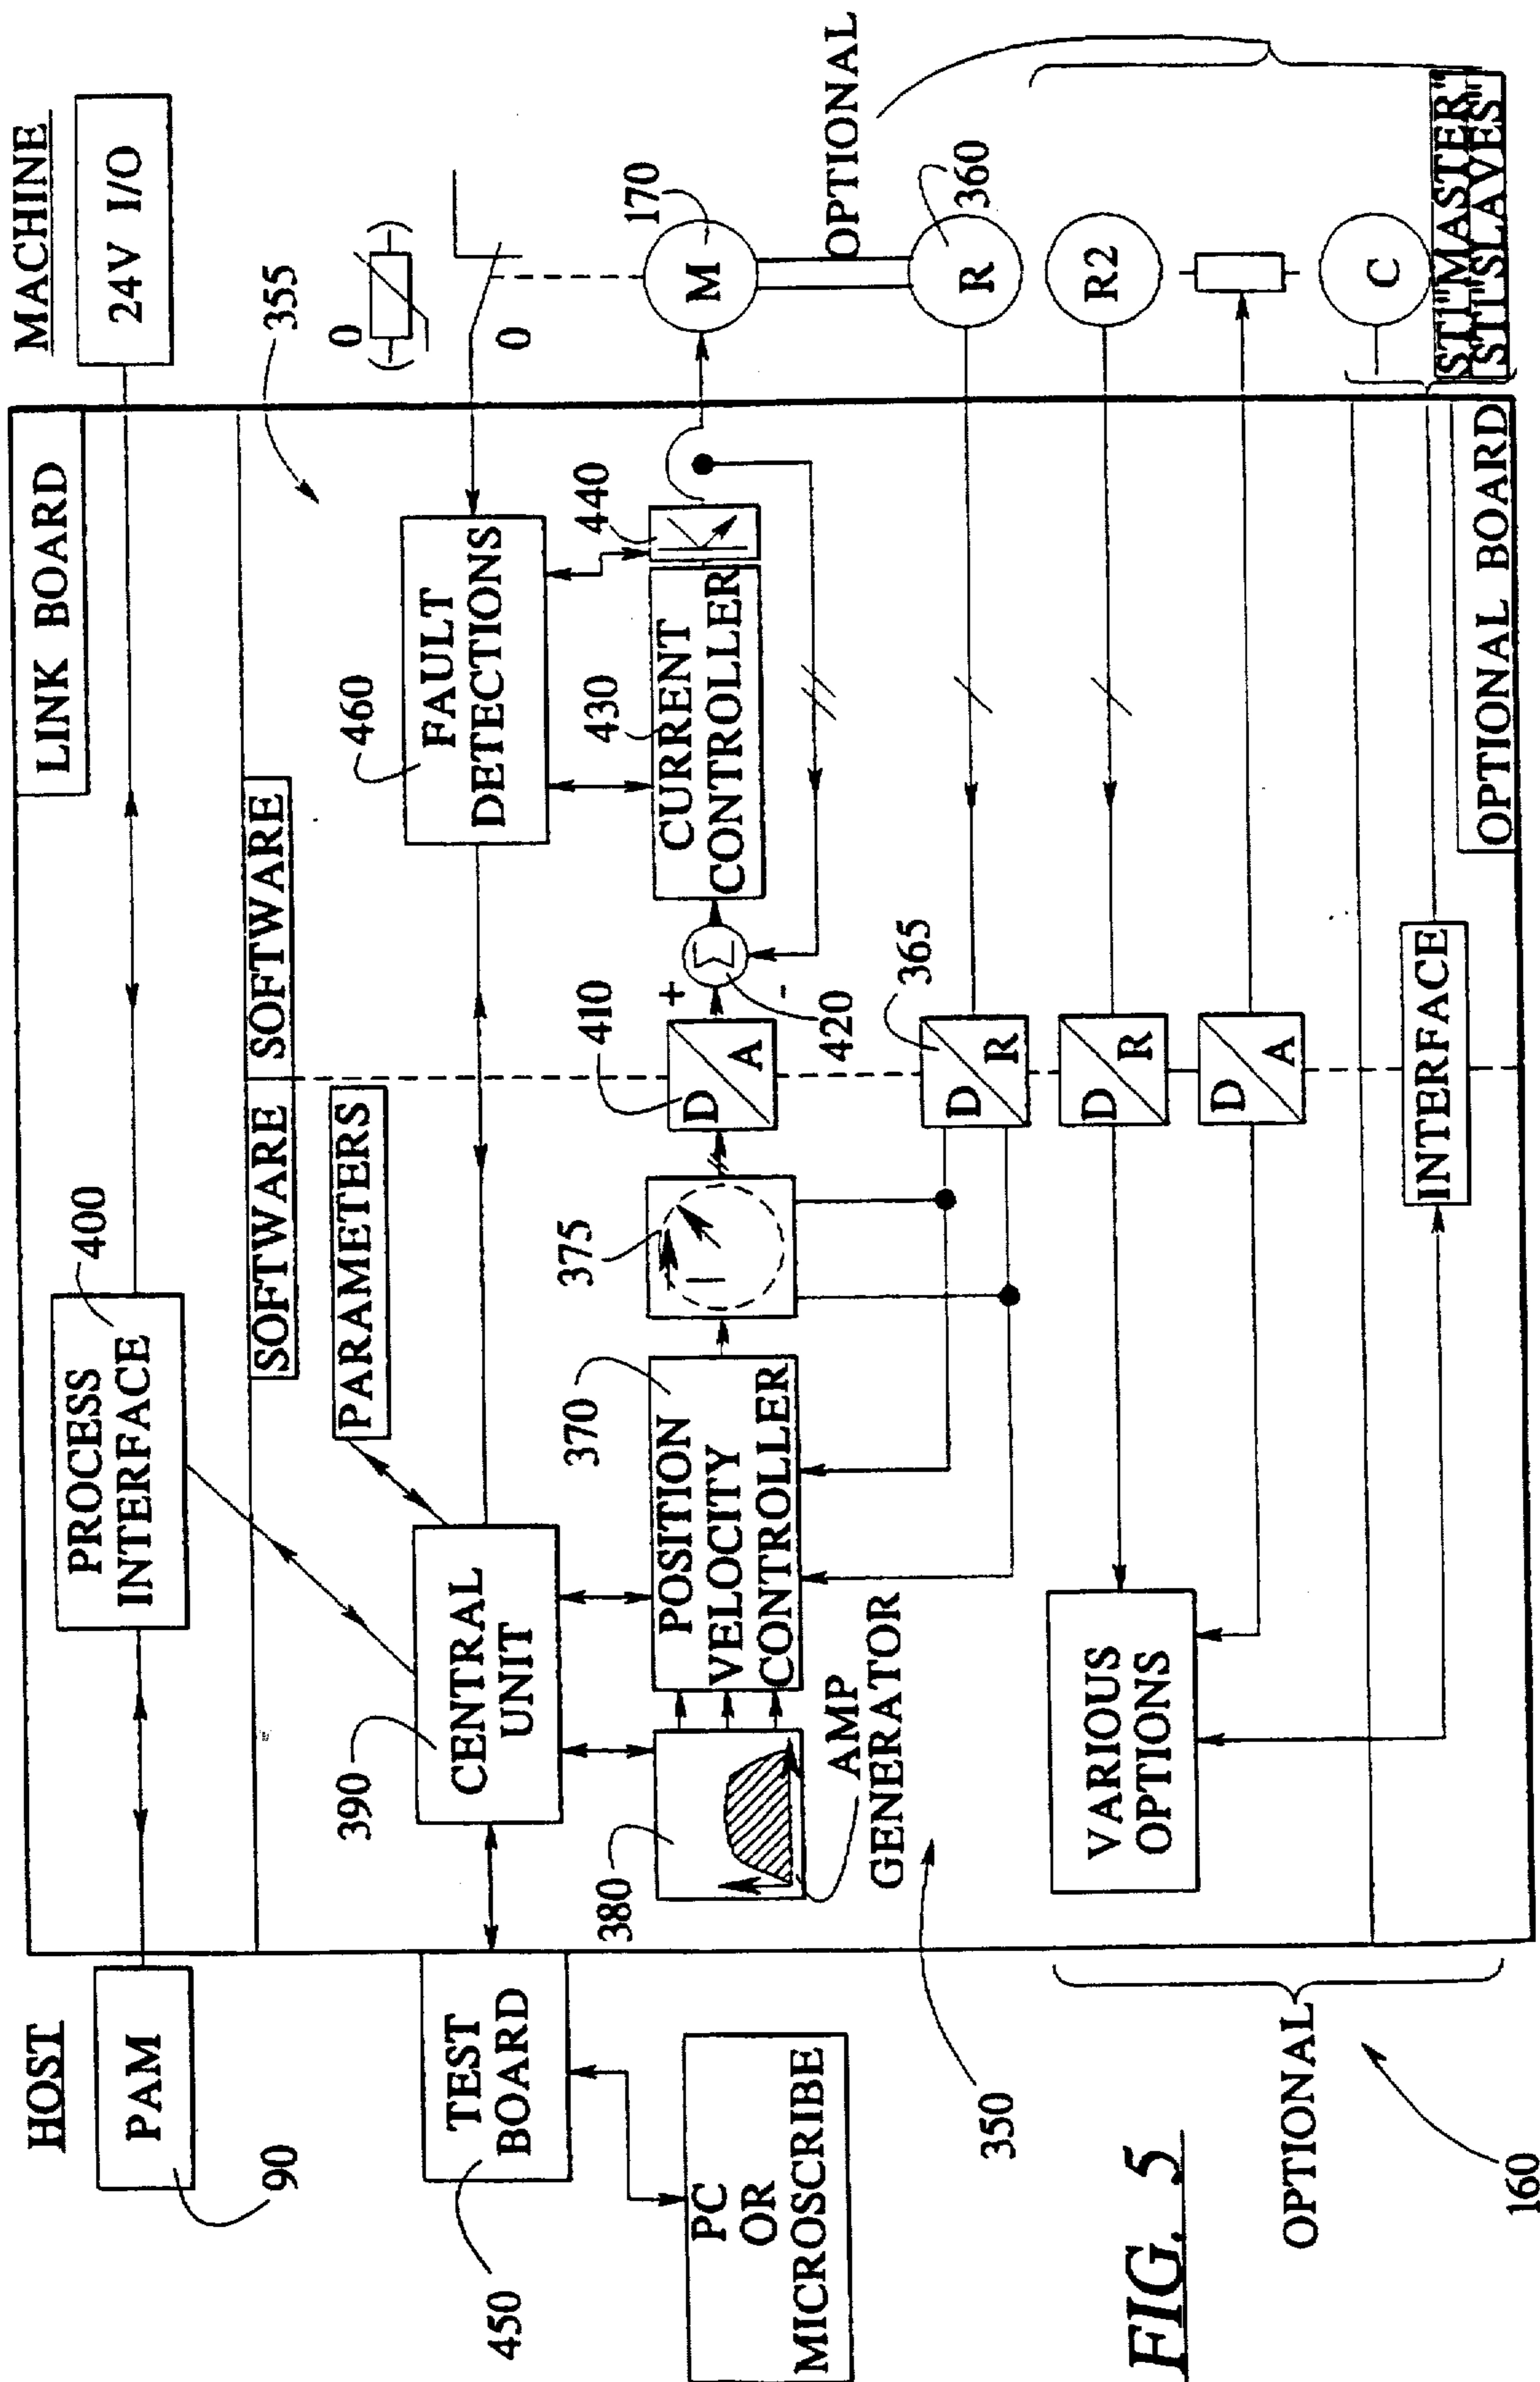 HOST
MACHINE
PAM
90
PROCESS
INTERFACE
400
LINK BOARD
24V I/O
SOFTWARE
SOFTWARE
355
PARAMETERS
TEST
BOARD
450
390
CENTRAL
UNIT
460
FAULT
DETECTIONS
0
0
PC
OR
MICROSCRIBE
380
AMP
GENERATOR
370
POSITION
VELOCITY
CONTROLLER
375
I
410
D
A
+
-
Σ
420
430
CURRENT
CONTROLLER
440
M
170
OPTIONAL
350
365
D
R
R
360
VARIOUS
OPTIONS
D
R
R2
D
A
INTERFACE
C
OPTIONAL BOARD
STI"MASTER"
STI"SLAVES"
OPTIONAL
160
FIG. 5